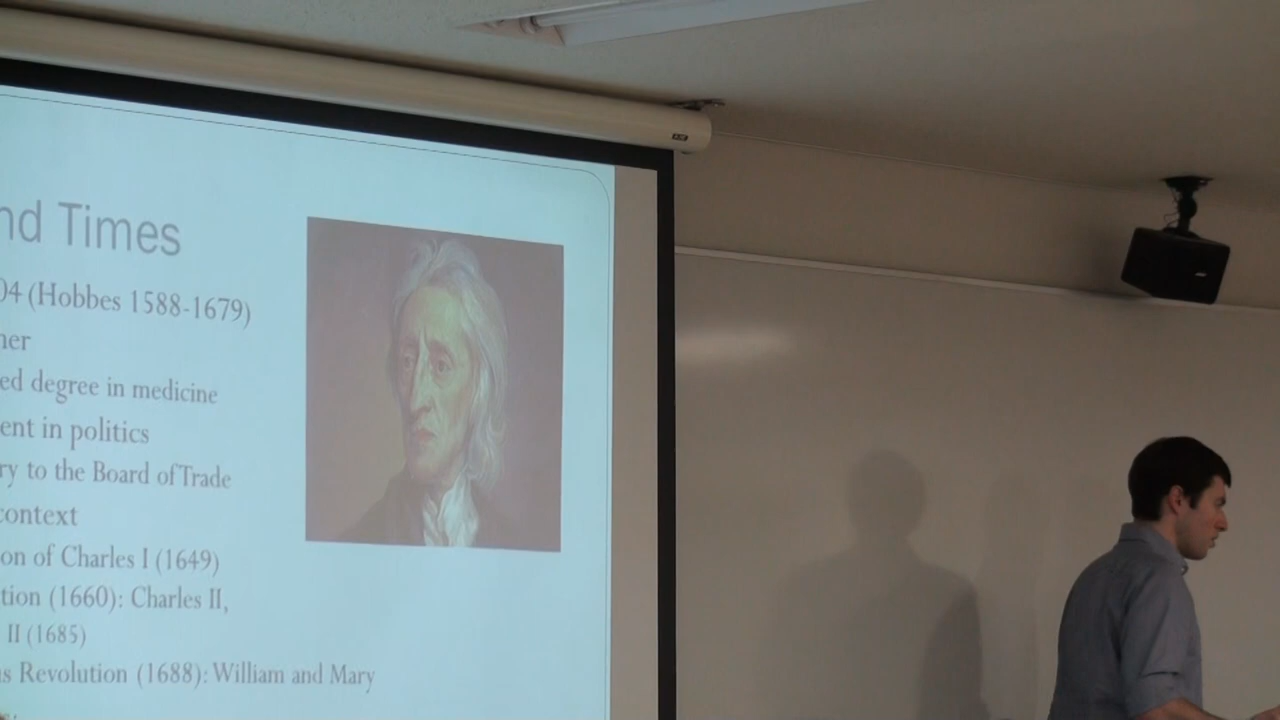 nd Times
04 (Hobbes 1588-1679)
her
ed degree in medicine
ent in politics
ry to the Board of Trade
context
on of Charles I (1649)
tion (1660): Charles II,
II (1685)
s Revolution (1688): William and Mary